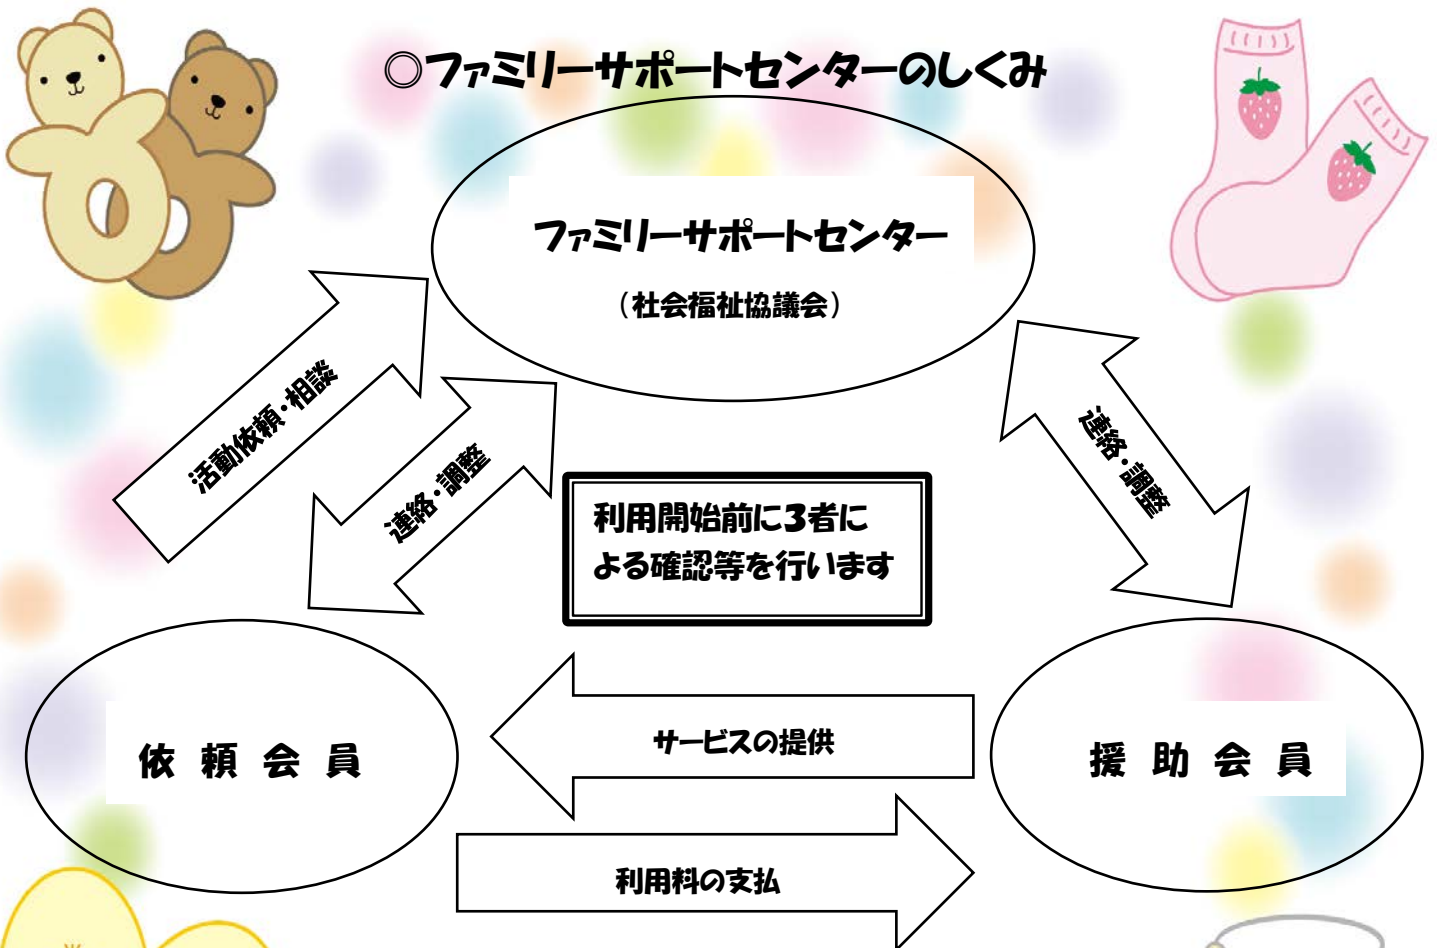 ◎ファミリーサポートセンターのしくみ
ファミリーサポートセンター
（社会福祉協議会）
活動依頼・相談
連絡・調整
連絡・調整
利用開始前に3者に
よる確認等を行います
サービスの提供
依頼会員
援助会員
利用料の支払